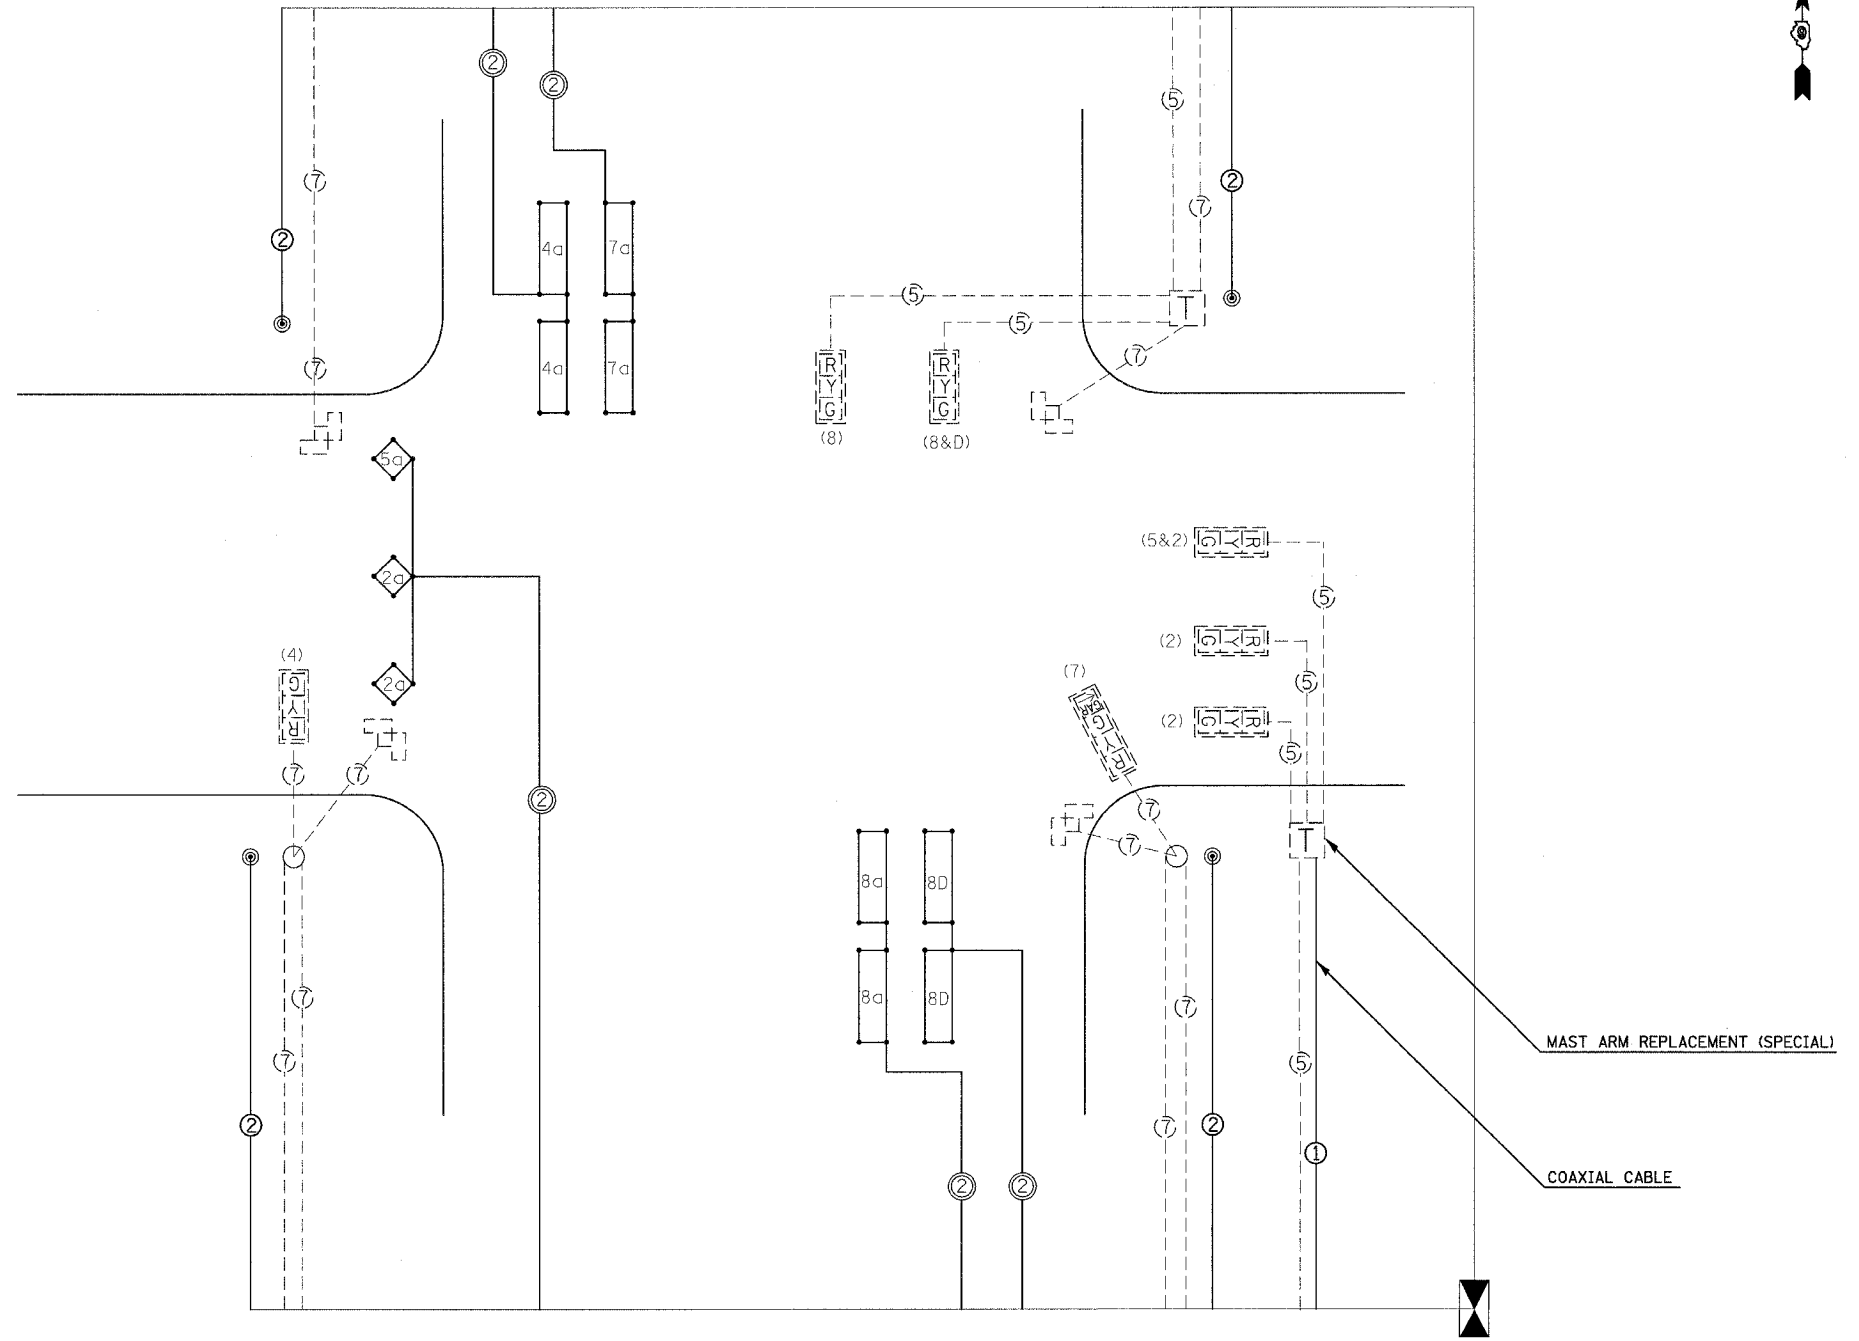 2
2
5
7
2
7
2
4a
7a
5
T
5
7
7
R
Y
G
R
Y
G
4a
7a
(8)
(8&D)
5a
(5&2)
R
Y
G
2a
5
(2)
R
Y
G
(4)
G
Y
R
2a
(7)
5
(2)
R
Y
G
G
Y
R
5
7
7
2
7
T
7
8a
8D
8a
8D
7
7
MAST ARM REPLACEMENT (SPECIAL)
7
5
2
7
2
1
COAXIAL CABLE
2
2